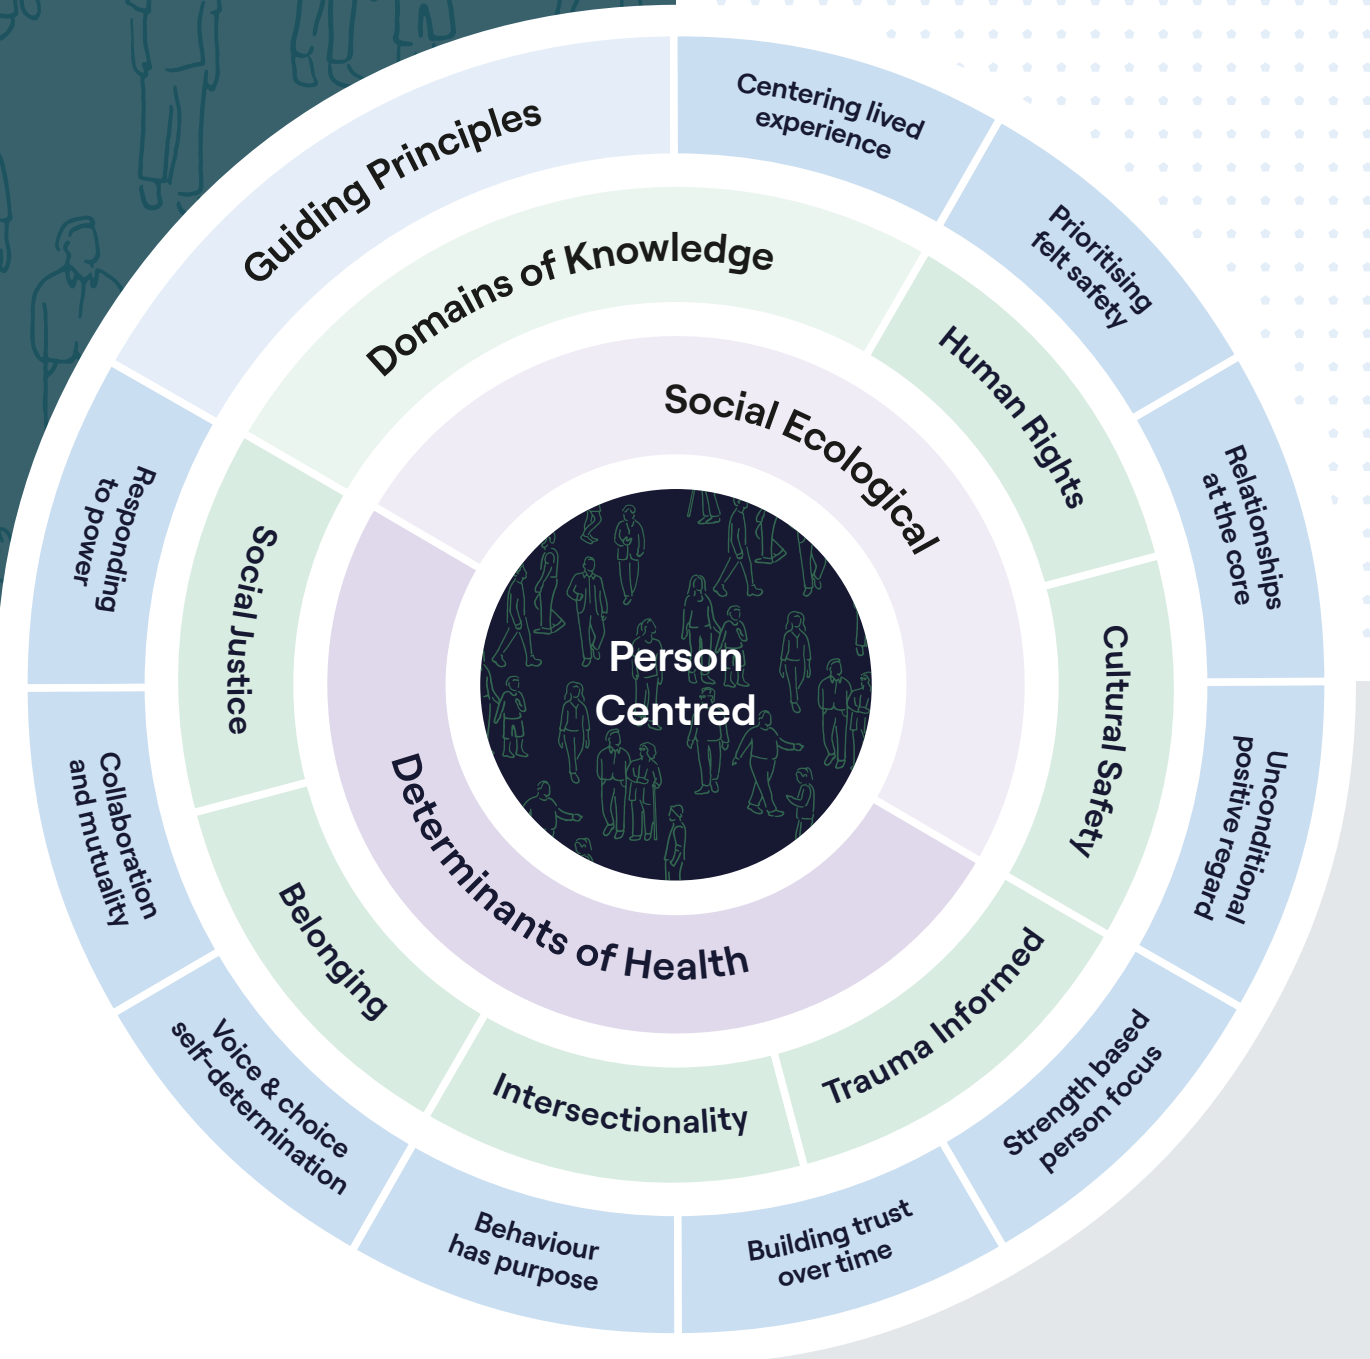 Guiding Principles
Centering lived
experience
Prioritising
felt safety
Relationships
at the core
Unconditional
positive regard
Strength based
person focus
Building trust
over time
Behaviour
has purpose
Voice & choice
self-determination
Collaboration
and mutuality
Responding
to power
Domains of Knowledge
Human Rights
Cultural Safety
Trauma Informed
Intersectionality
Belonging
Social Justice
Social Ecological
Determinants of Health
Person
Centred